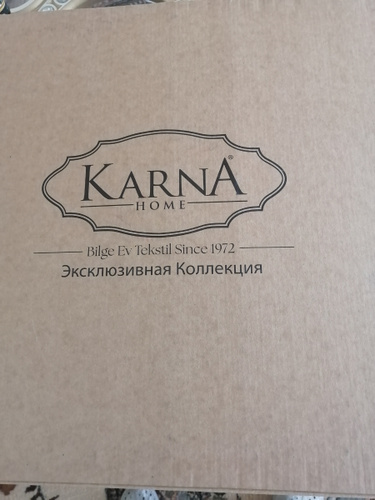 KARNA®
HOME
Bilge Ev Tekstil Since 1972
Эксклюзивная Коллекция